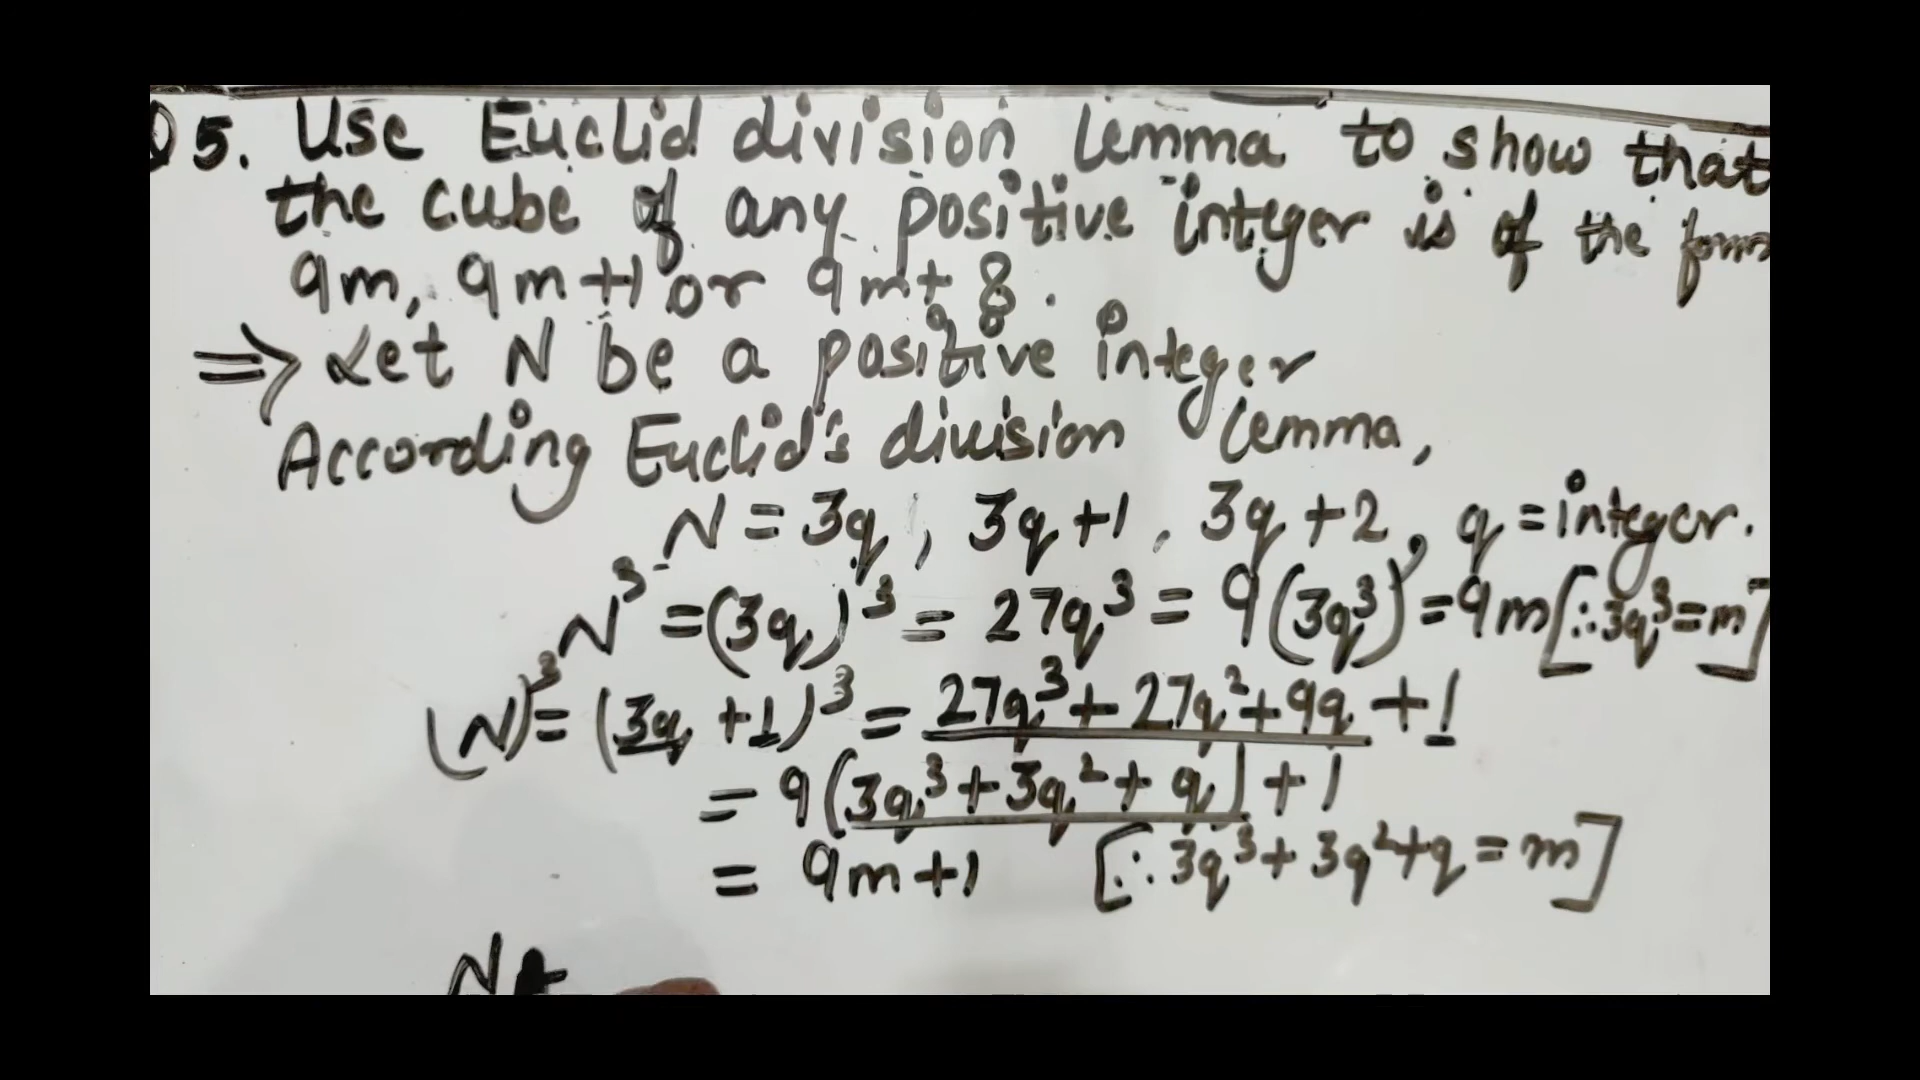 Q5. Use Euclid division lemma to show that
the cube of any positive integer is of the form
9m, 9m+1 or 9m+8.
⇒ Let N be a positive integer
According Euclid's division lemma,
N = 3q, 3q+1, 3q+2, q = integer.
N³ = (3q)³ = 27q³ = 9(3q³) = 9m [∵ 3q³ = m]
(N)³ = (3q+1)³ = 27q³ + 27q² + 9q + 1
= 9(3q³ + 3q² + q) + 1
= 9m+1 [∵ 3q³ + 3q² + q = m]
N